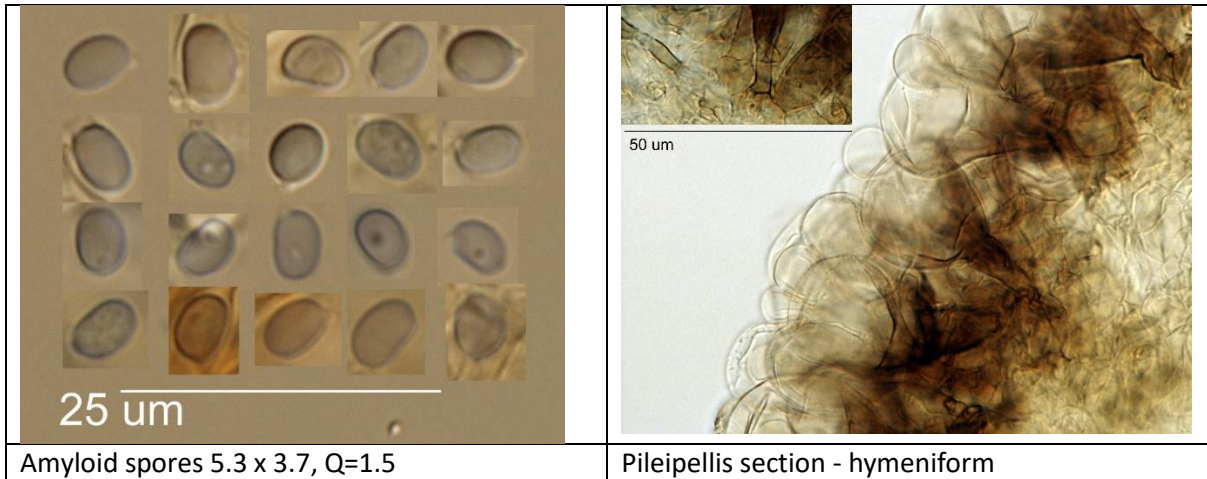 50 um
25 um
Amyloid spores 5.3 x 3.7, Q=1.5
Pileipellis section - hymeniform